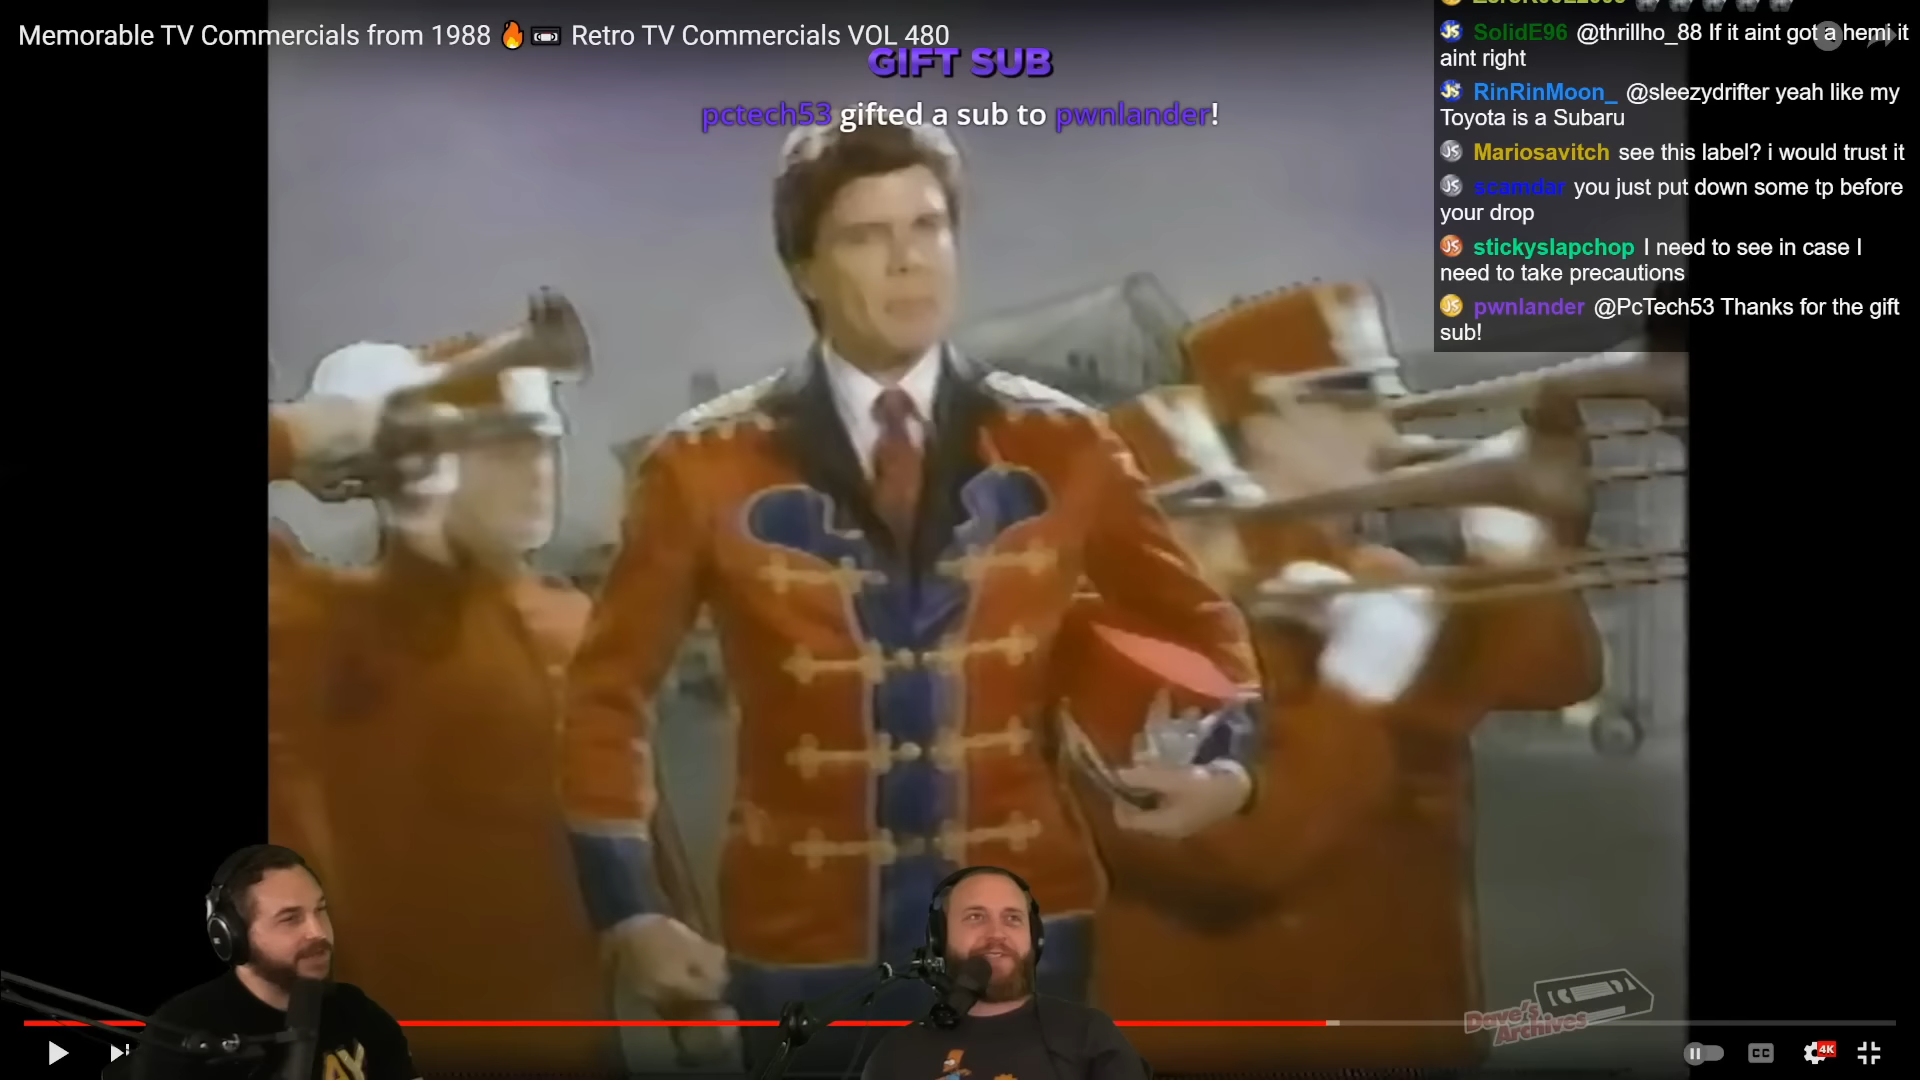 Memorable TV Commercials from 1988 🔥📼 Retro TV Commercials VOL 480
GIFT SUB
pctech53 gifted a sub to pwnlander!
SolidE96 @thrillho_88 If it aint got a hemi it
aint right
RinRinMoon_ @sleezydrifter yeah like my
Toyota is a Subaru
Mariosavitch see this label? i would trust it
scamdar you just put down some tp before
your drop
stickyslapchop I need to see in case I
need to take precautions
pwnlander @PcTech53 Thanks for the gift
sub!
Dave's
Archives
CC
4K